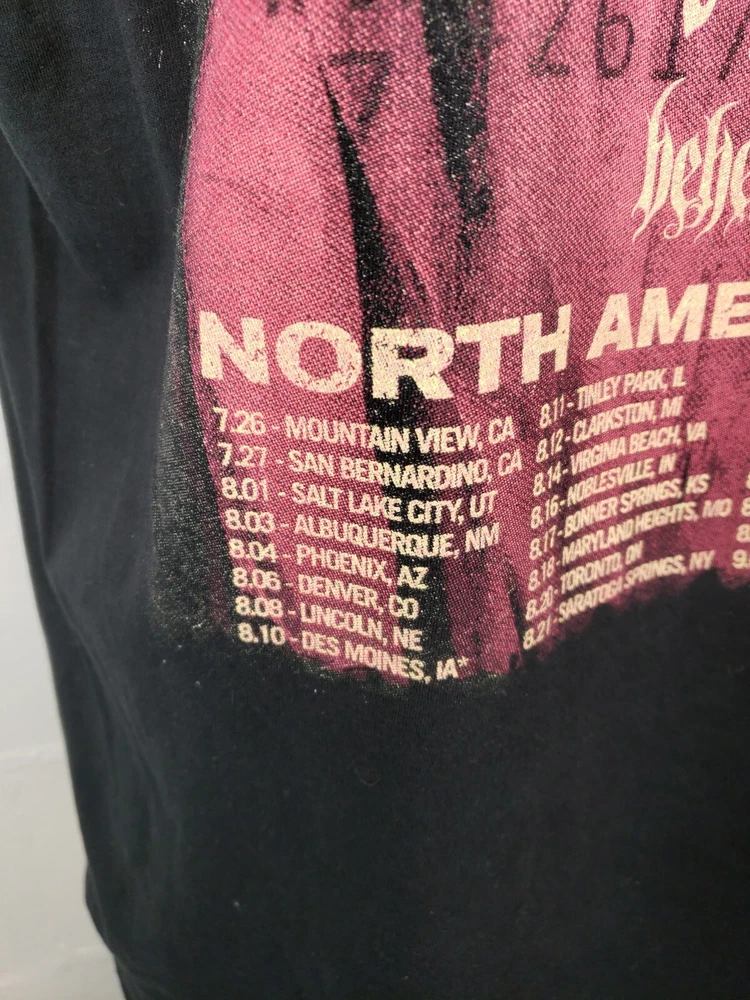 behe
NORTH AME
7.26 - MOUNTAIN VIEW, CA
7.27 - SAN BERNARDINO, CA
8.01 - SALT LAKE CITY, UT
8.03 - ALBUQUERQUE, NM
8.04 - PHOENIX, AZ
8.06 - DENVER, CO
8.08 - LINCOLN, NE
8.10 - DES MOINES, IA*
8.11 - TINLEY PARK, IL
8.12 - CLARKSTON, MI
8.14 - VIRGINIA BEACH, VA
8.16 - NOBLESVILLE, IN
8.17 - BONNER SPRINGS, KS
8.18 - MARYLAND HEIGHTS, MO
8.20 - TORONTO, ON
8.21 - SARATOGA SPRINGS, NY